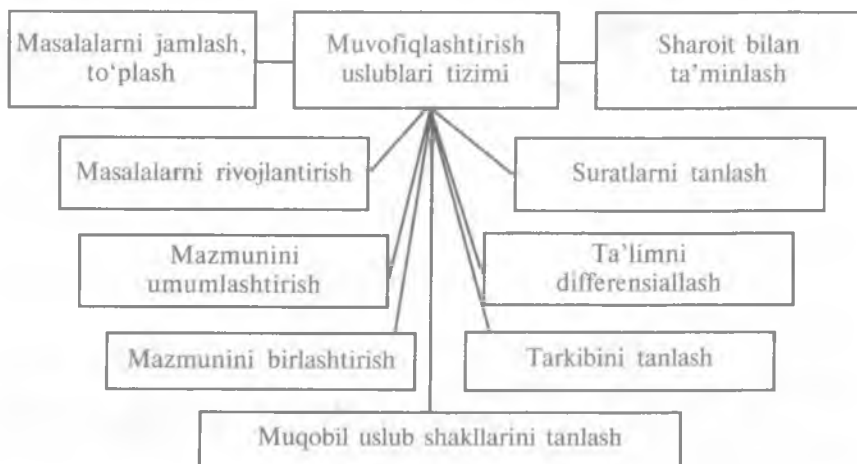 Masalalarni jamlash,
to‘plash
Muvofiqlashtirish
uslublari tizimi
Sharoit bilan
ta’minlash
Masalalarni rivojlantirish
Suratlarni tanlash
Mazmunini
umumlashtirish
Ta’limni
differensiallash
Mazmunini birlashtirish
Tarkibini tanlash
Muqobil uslub shakllarini tanlash